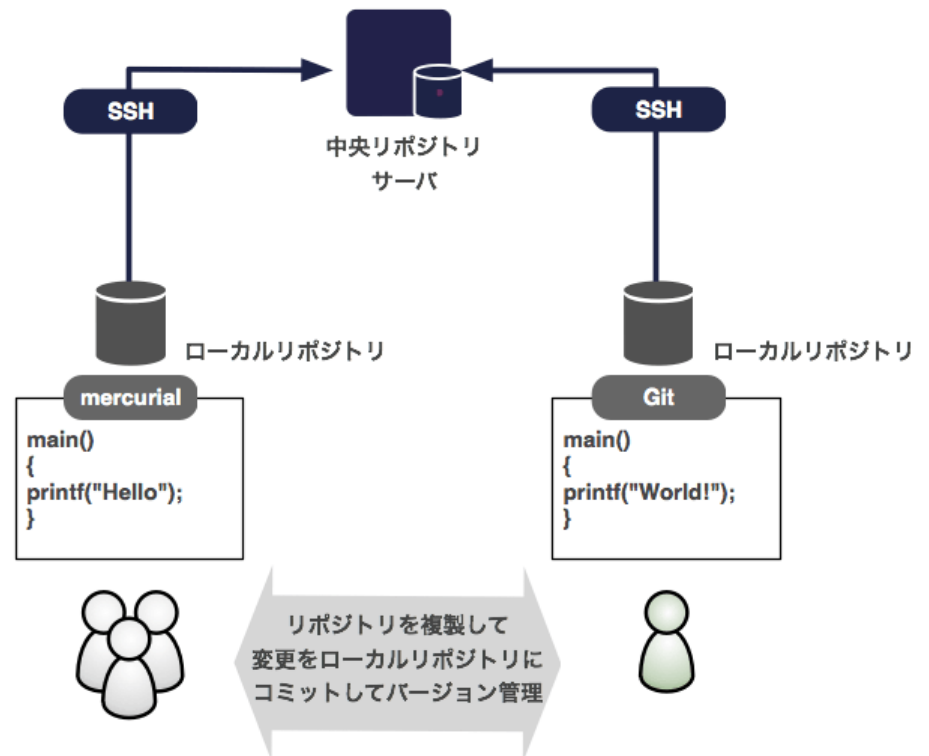 SSH
SSH
中央リポジトリ
サーバ
ローカルリポジトリ
ローカルリポジトリ
mercurial
Git
main()
{
printf("Hello");
}
main()
{
printf("World!");
}
リポジトリを複製して
変更をローカルリポジトリに
コミットしてバージョン管理